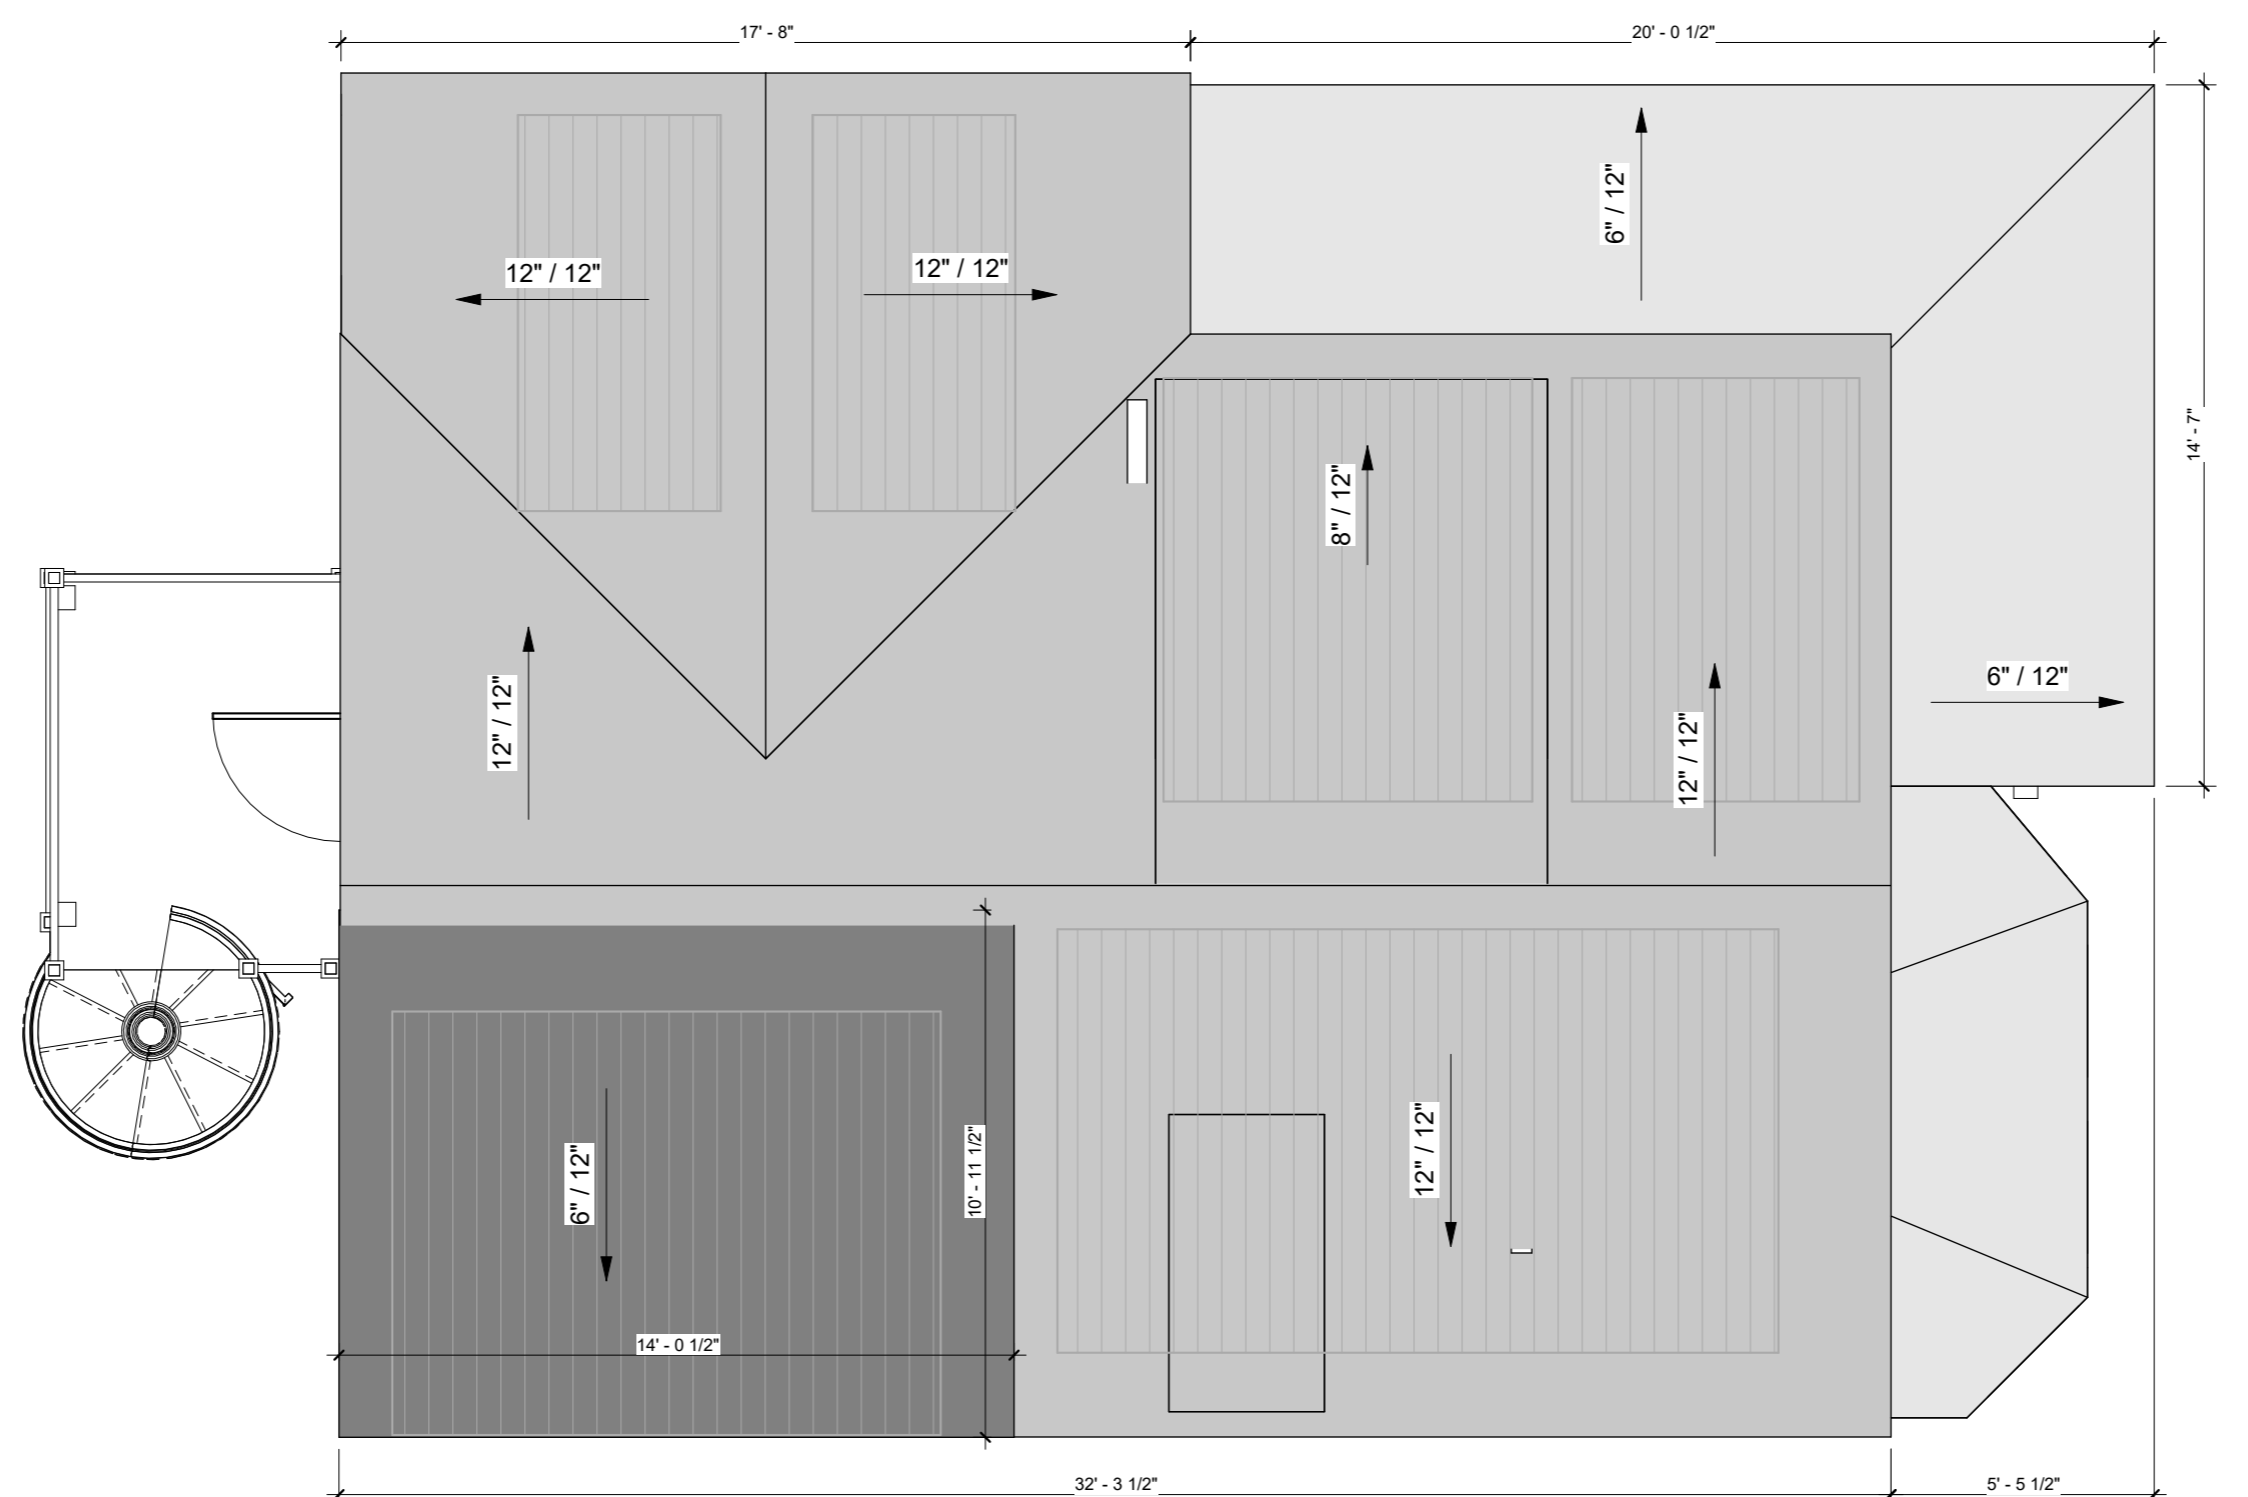 17' - 8"
20' - 0 1/2"
6" / 12"
12" / 12"
12" / 12"
14' - 7"
8" / 12"
6" / 12"
12" / 12"
12" / 12"
10' - 11 1/2"
12" / 12"
6" / 12"
14' - 0 1/2"
32' - 3 1/2"
5' - 5 1/2"